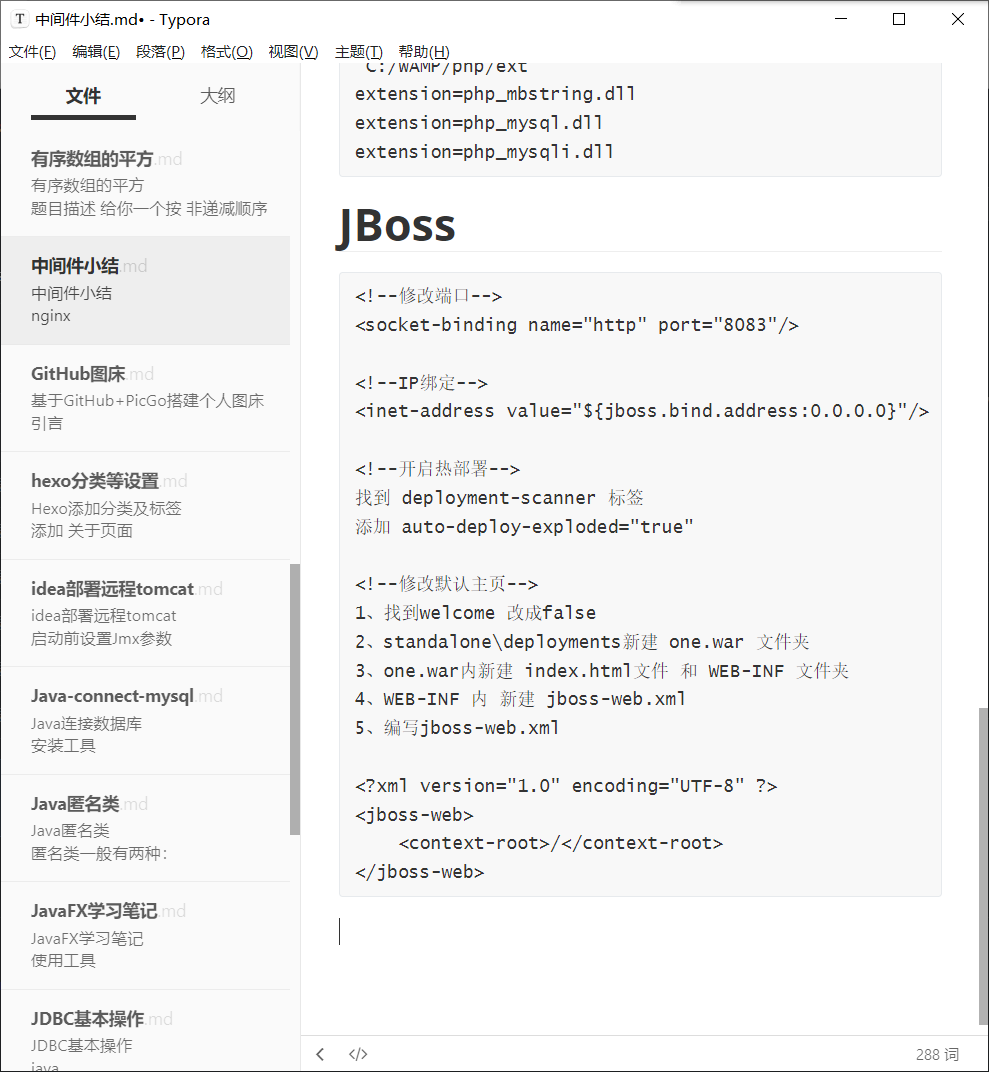 T 中间件小结.md• - Typora
文件(F) 编辑(E) 段落(P) 格式(O) 视图(V) 主题(T) 帮助(H)
文件 大纲
有序数组的平方.md
有序数组的平方
题目描述 给你一个按 非递减顺序
中间件小结.md
中间件小结
nginx
GitHub图床.md
基于GitHub+PicGo搭建个人图床
引言
hexo分类等设置.md
Hexo添加分类及标签
添加 关于页面
idea部署远程tomcat.md
idea部署远程tomcat
启动前设置Jmx参数
Java-connect-mysql.md
Java连接数据库
安装工具
Java匿名类.md
Java匿名类
匿名类一般有两种：
JavaFX学习笔记.md
JavaFX学习笔记
使用工具
JDBC基本操作.md
JDBC基本操作
java
C:/WAMP/php/ext
extension=php_mbstring.dll
extension=php_mysql.dll
extension=php_mysqli.dll
JBoss
<!--修改端口-->
<socket-binding name="http" port="8083"/>
<!--IP绑定-->
<inet-address value="${jboss.bind.address:0.0.0.0}"/>
<!--开启热部署-->
找到 deployment-scanner 标签
添加 auto-deploy-exploded="true"
<!--修改默认主页-->
1、找到welcome 改成false
2、standalone\deployments新建 one.war 文件夹
3、one.war内新建 index.html文件 和 WEB-INF 文件夹
4、WEB-INF 内 新建 jboss-web.xml
5、编写jboss-web.xml
<?xml version="1.0" encoding="UTF-8" ?>
<jboss-web>
    <context-root>/</context-root>
</jboss-web>
288 词